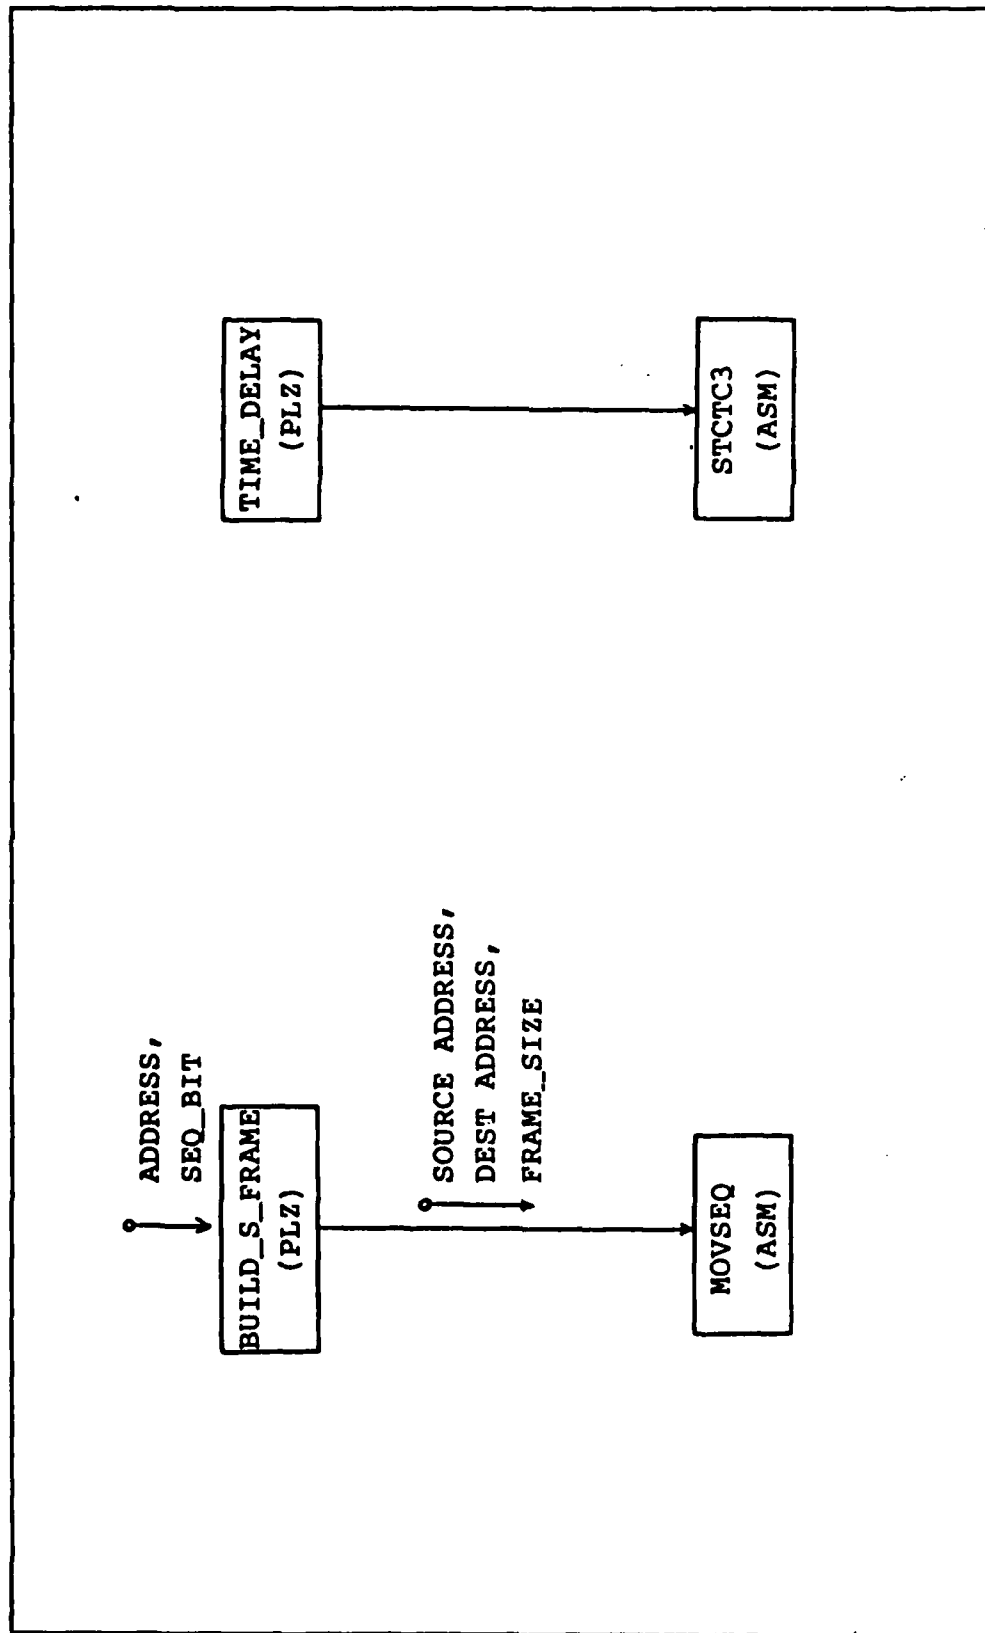 ADDRESS,
SEQ_BIT
BUILD_S_FRAME
(PLZ)
SOURCE ADDRESS,
DEST ADDRESS,
FRAME_SIZE
MOVSEQ
(ASM)
TIME_DELAY
(PLZ)
STCTC3
(ASM)